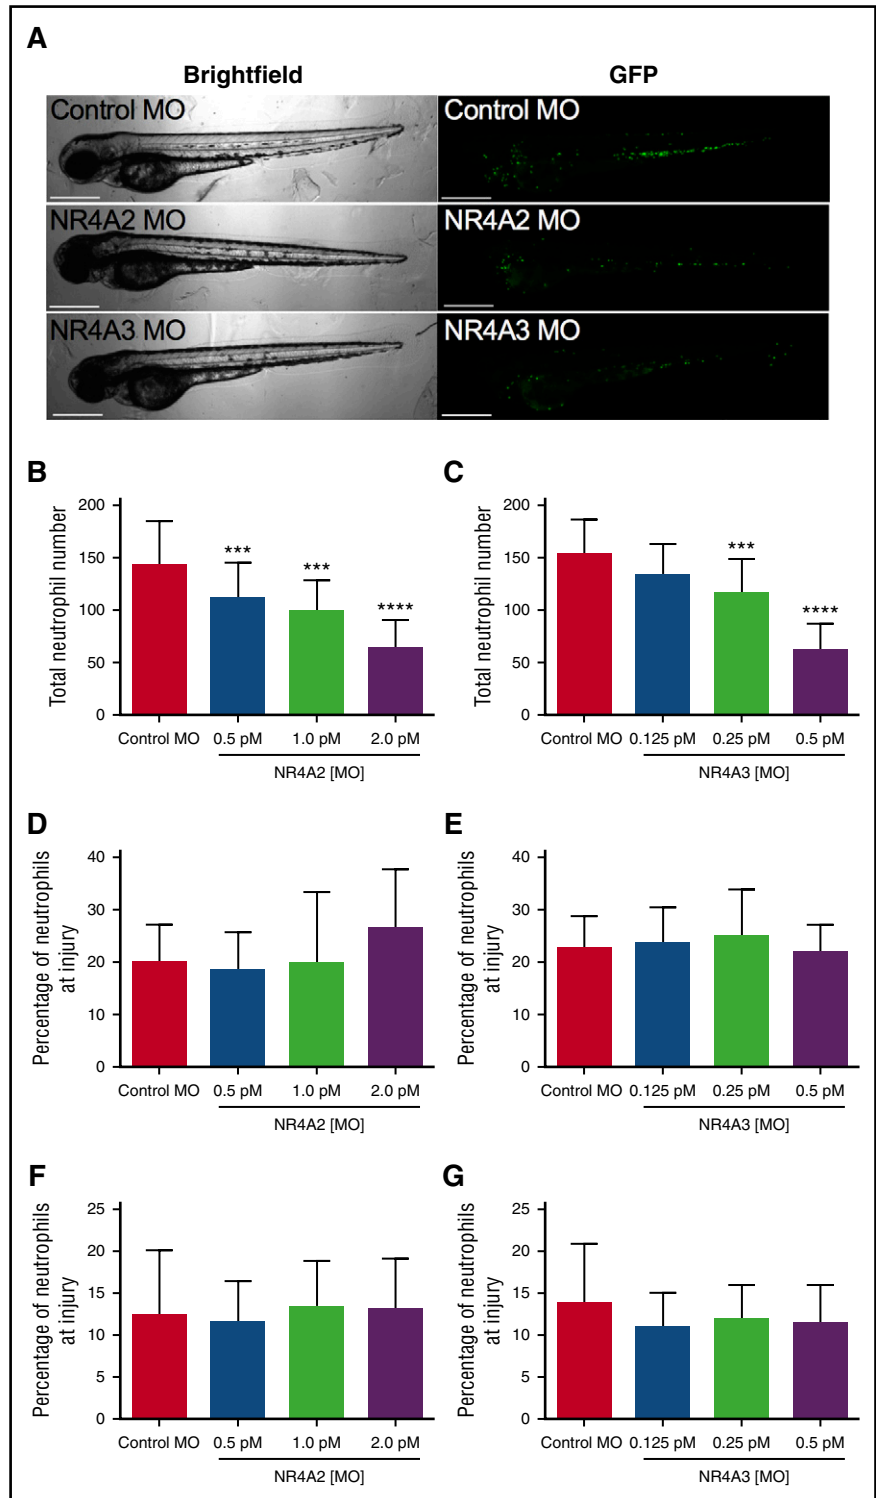 A
Brightfield GFP
Control MO Control MO
NR4A2 MO NR4A2 MO
NR4A3 MO NR4A3 MO
B
Total neutrophil number
200
150
100
50
0
***
***
****
Control MO 0.5 pM 1.0 pM 2.0 pM
NR4A2 [MO]
C
Total neutrophil number
200
150
100
50
0
***
****
Control MO 0.125 pM 0.25 pM 0.5 pM
NR4A3 [MO]
D
Percentage of neutrophils
at injury
40
30
20
10
0
Control MO 0.5 pM 1.0 pM 2.0 pM
NR4A2 [MO]
E
Percentage of neutrophils
at injury
40
30
20
10
0
Control MO 0.125 pM 0.25 pM 0.5 pM
NR4A3 [MO]
F
Percentage of neutrophils
at injury
25
20
15
10
5
0
Control MO 0.5 pM 1.0 pM 2.0 pM
NR4A2 [MO]
G
Percentage of neutrophils
at injury
25
20
15
10
5
0
Control MO 0.125 pM 0.25 pM 0.5 pM
NR4A3 [MO]